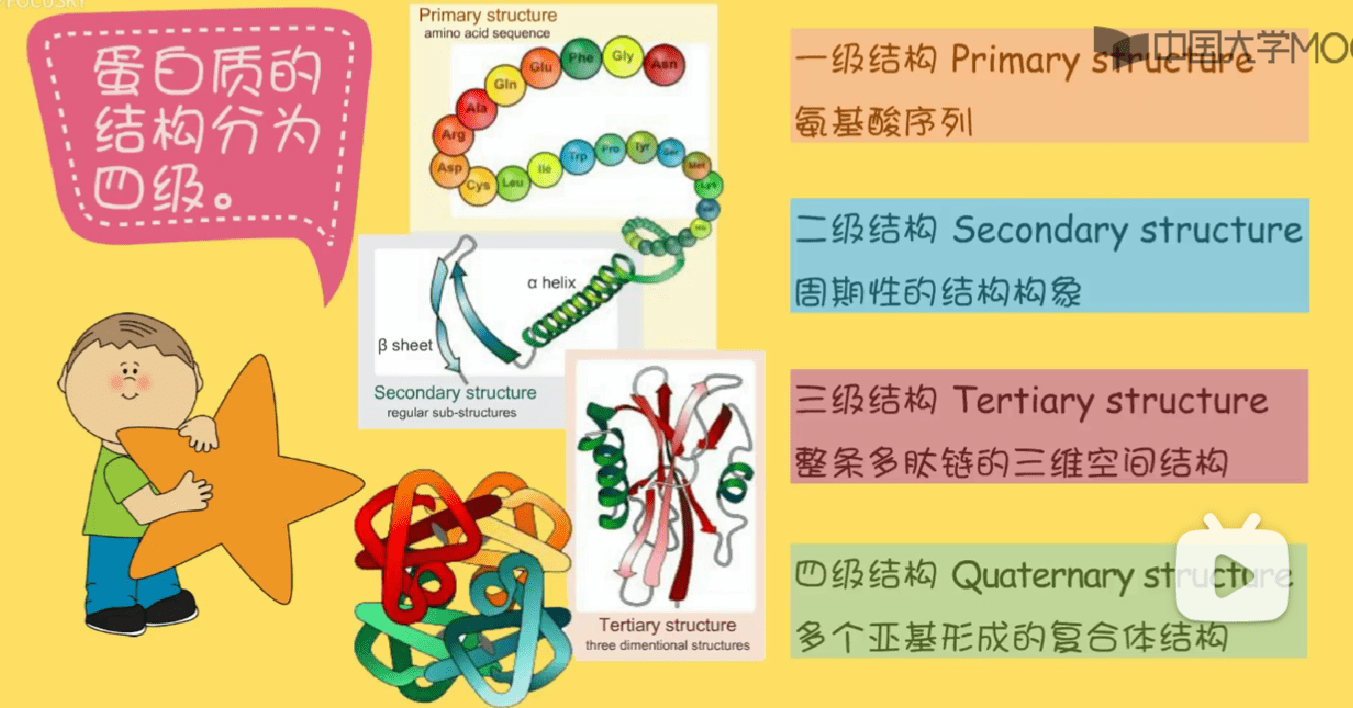 蛋白质的
结构分为
四级。
Primary structure
amino acid sequence
Asn
Gly
Phe
Glu
Gln
Ala
Arg
Asp
Cys
Leu
Ile
Trp
Pro
Tyr
Ser
Met
Lys
α helix
β sheet
Secondary structure
regular sub-structures
Tertiary structure
three dimentional structures
中国大学MOO
一级结构 Primary structure
氨基酸序列
二级结构 Secondary structure
周期性的结构构象
三级结构 Tertiary structure
整条多肽链的三维空间结构
四级结构 Quaternary structure
多个亚基形成的复合体结构